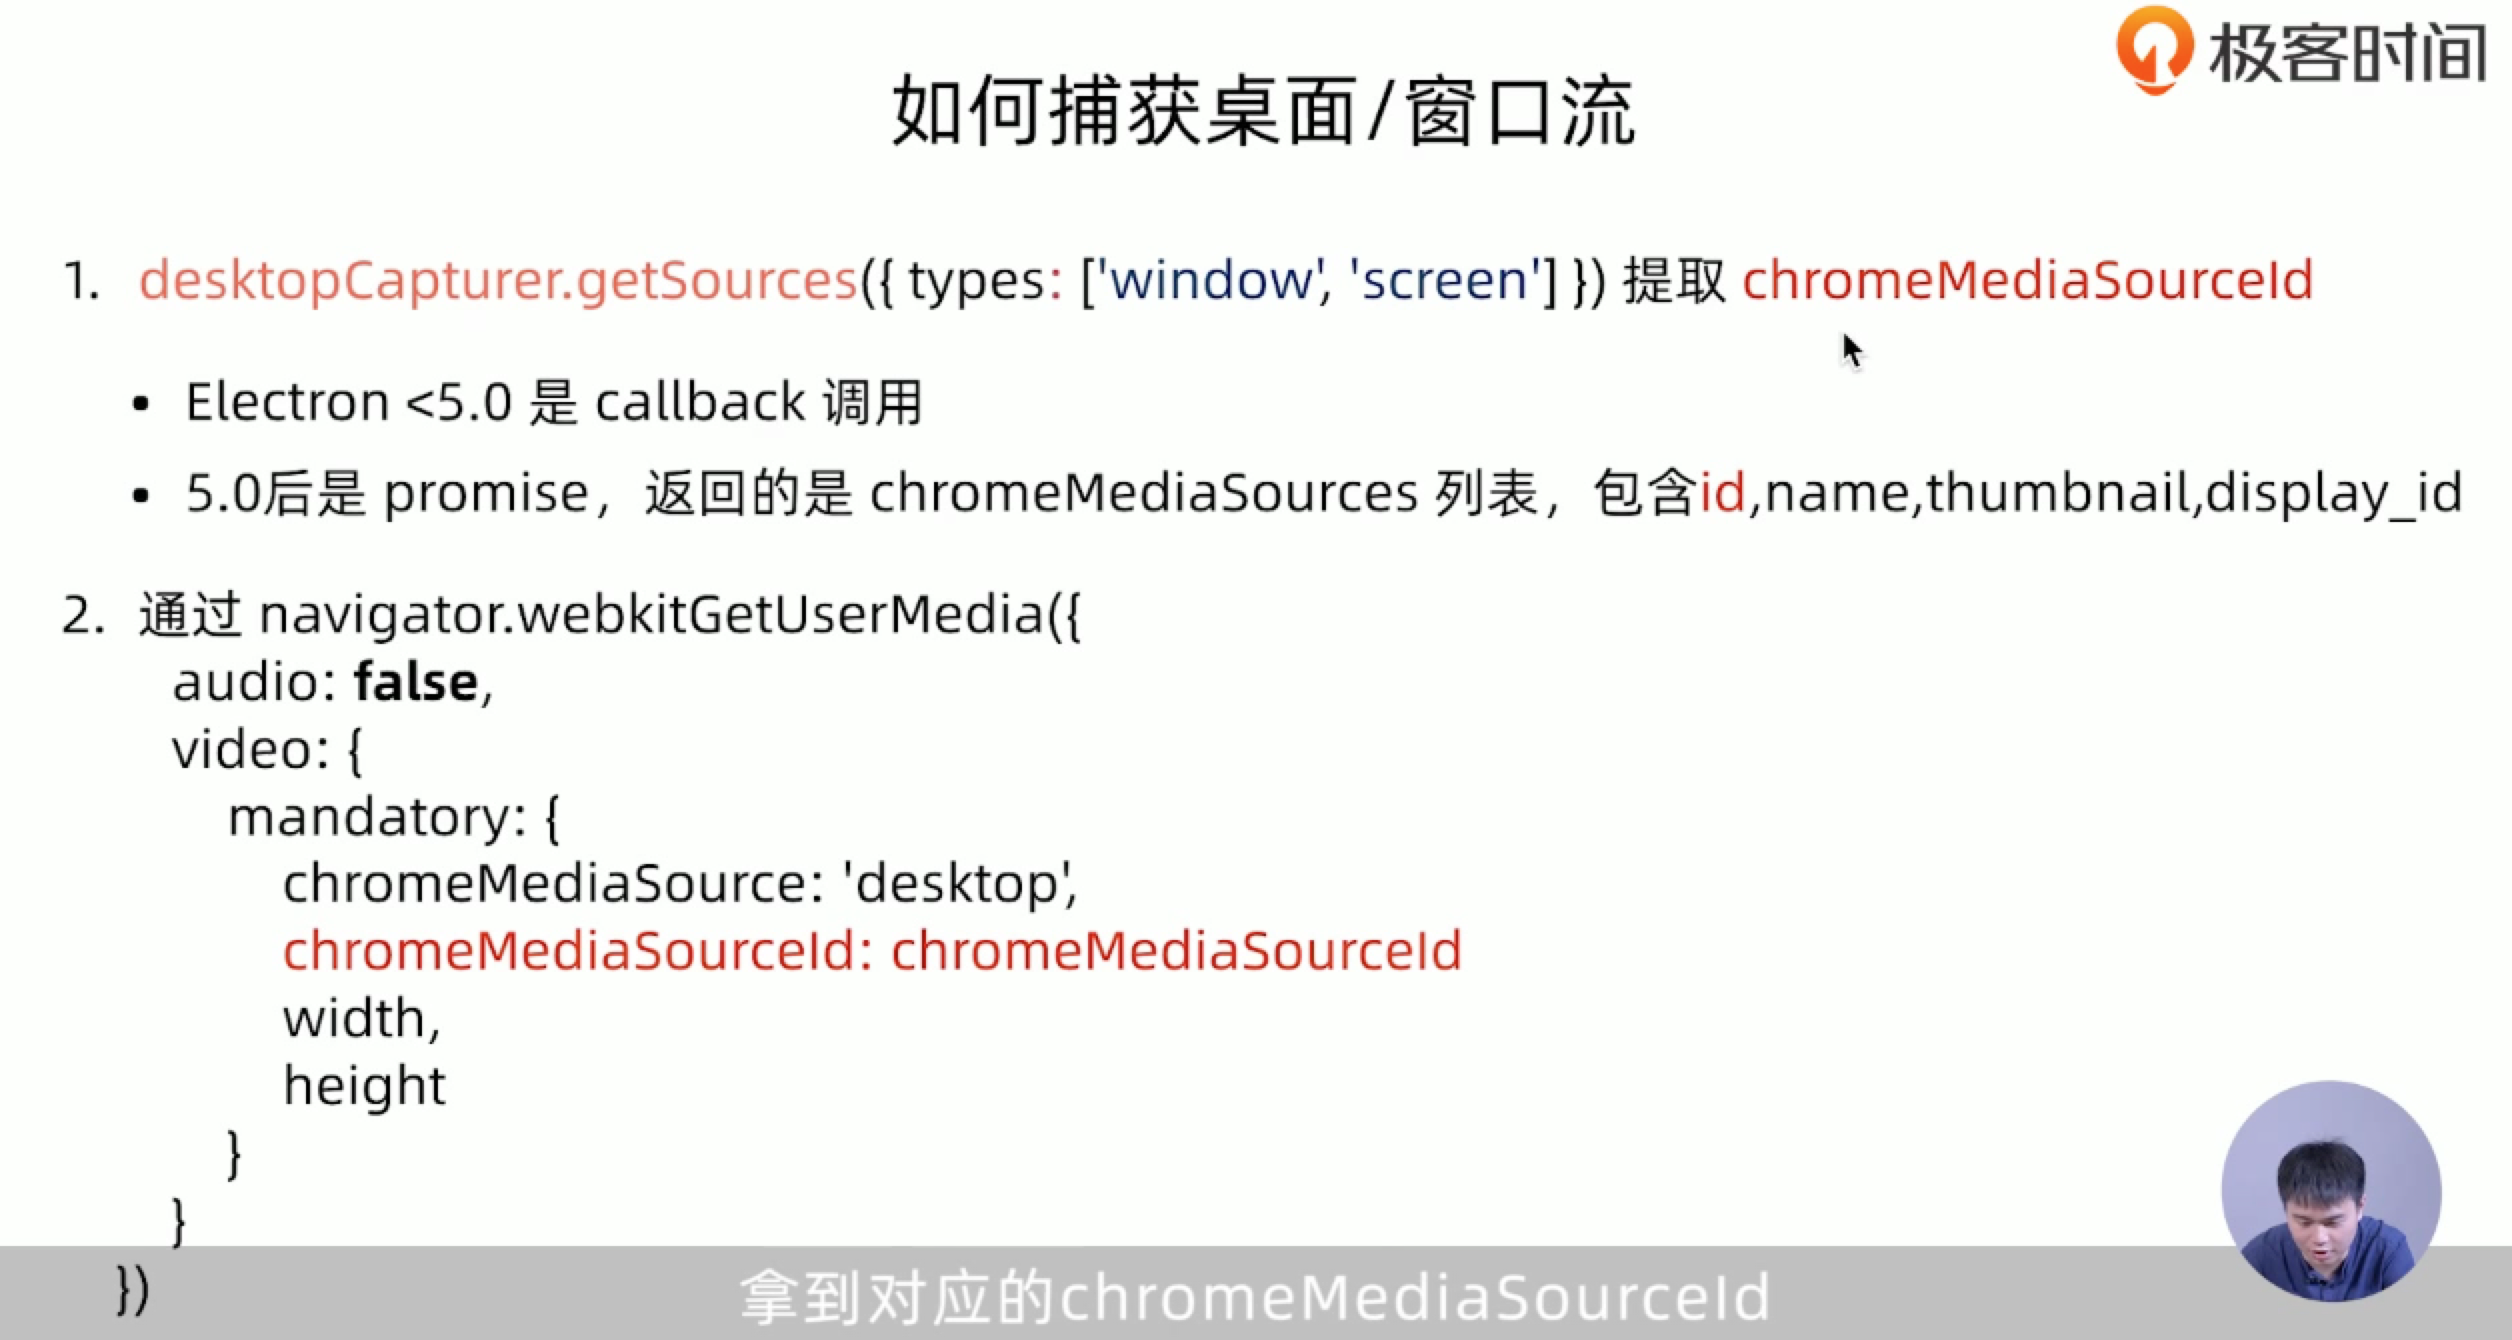 极客时间
如何捕获桌面/窗口流
1. desktopCapturer.getSources({ types: ['window', 'screen'] }) 提取 chromeMediaSourceId
• Electron <5.0 是 callback 调用
• 5.0后是 promise，返回的是 chromeMediaSources 列表，包含id,name,thumbnail,display_id
2. 通过 navigator.webkitGetUserMedia({
audio: false,
video: {
mandatory: {
chromeMediaSource: 'desktop',
chromeMediaSourceId: chromeMediaSourceId
width,
height
}
}
})
拿到对应的chromeMediaSourceId